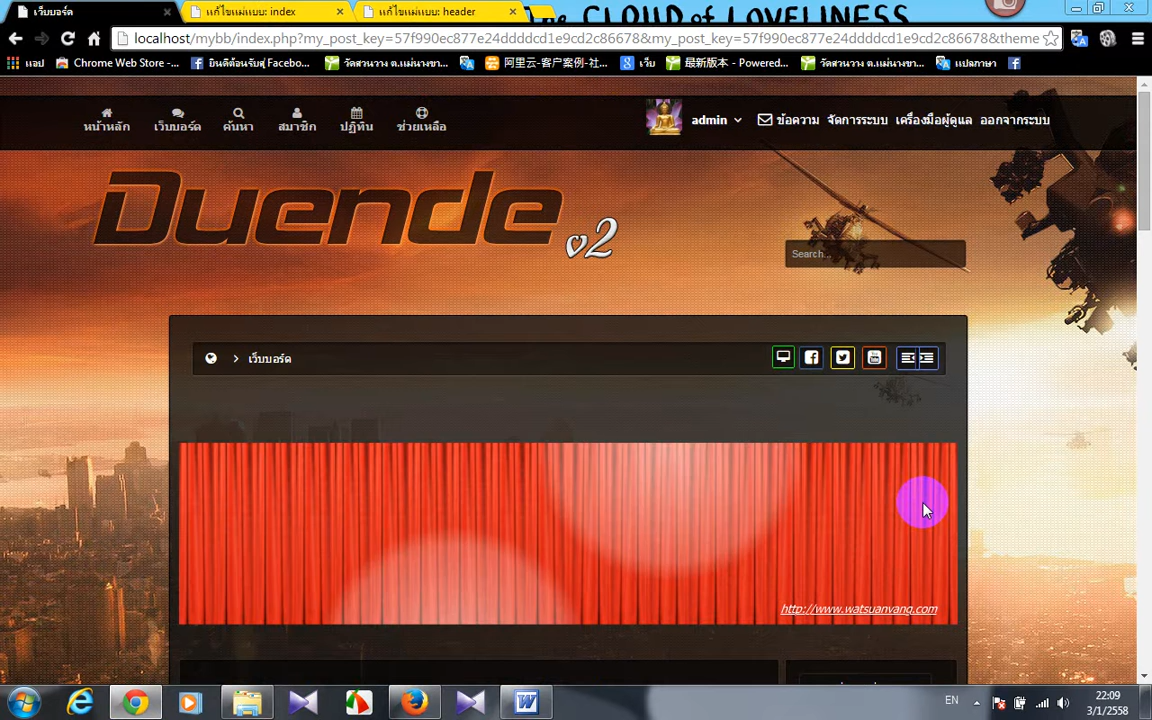 The CLOUD of LOVELINESS
เว็บบอร์ด
แก้ไขแม่แบบ: index
แก้ไขแม่แบบ: header
localhost/mybb/index.php?my_post_key=57f990ec877e24ddddcd1e9cd2c86678&my_post_key=57f990ec877e24ddddcd1e9cd2c86678&theme
แอป
Chrome Web Store -...
ยินดีต้อนรับสู่ Faceboo...
วัดสวนวาง ต.แม่นางขา...
阿里云-客户案例-社...
เว็บ
最新版本 - Powered...
วัดสวนวาง ต.แม่นางขา...
แปลภาษา
หน้าหลัก
เว็บบอร์ด
ค้นหา
สมาชิก
ปฏิทิน
ช่วยเหลือ
admin
ข้อความ
จัดการระบบ
เครื่องมือผู้ดูแล
ออกจากระบบ
Duende
v2
Search...
เว็บบอร์ด
http://www.watsuanvang.com
EN
22:09
3/1/2558